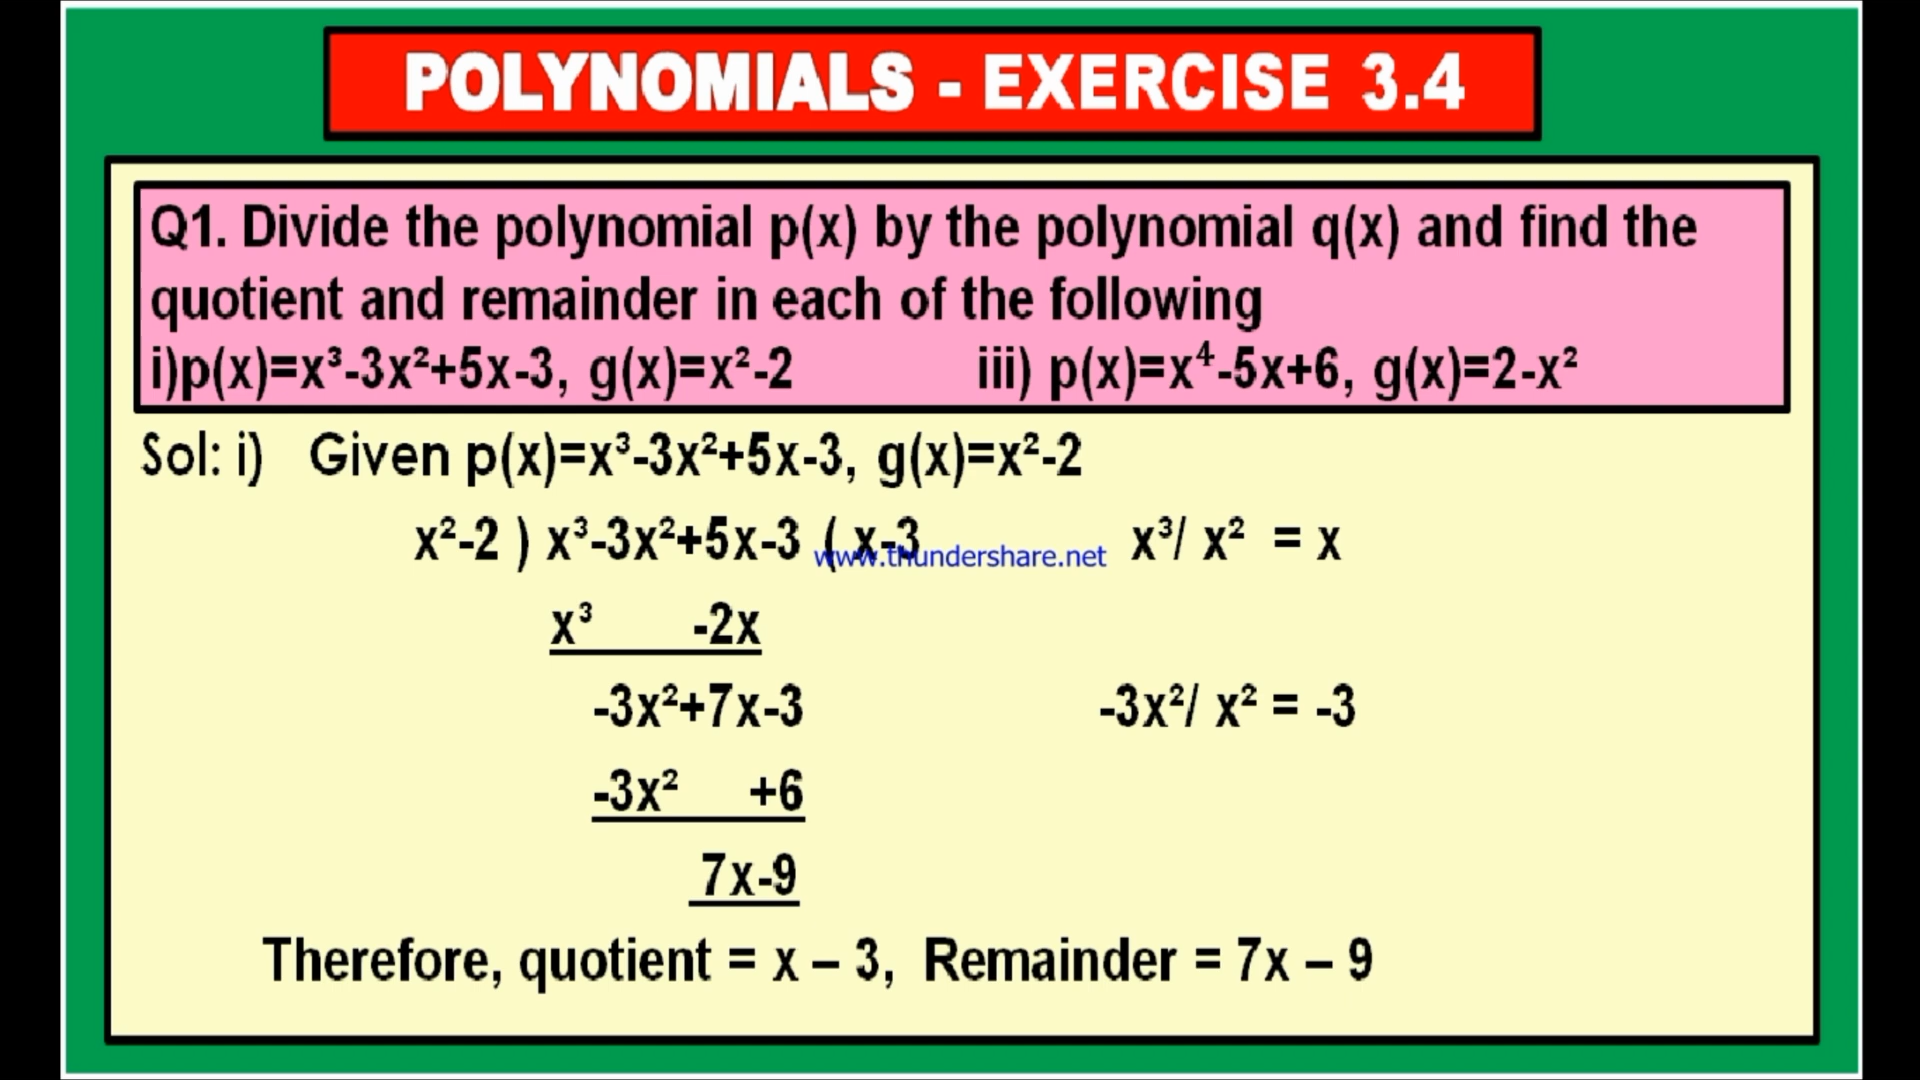 POLYNOMIALS - EXERCISE 3.4
Q1. Divide the polynomial p(x) by the polynomial q(x) and find the
quotient and remainder in each of the following
i)p(x)=x³-3x²+5x-3, g(x)=x²-2 iii) p(x)=x⁴-5x+6, g(x)=2-x²
Sol: i) Given p(x)=x³-3x²+5x-3, g(x)=x²-2
x²-2 ) x³-3x²+5x-3 ( x-3 x³/ x² = x
www.thundershare.net
x³ -2x
-3x²+7x-3 -3x²/ x² = -3
-3x² +6
7x-9
Therefore, quotient = x – 3, Remainder = 7x – 9